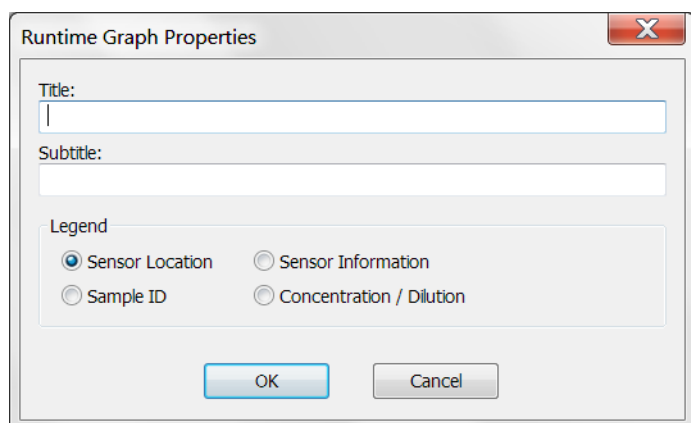 Runtime Graph Properties
Title:
Subtitle:
Legend
Sensor Location Sensor Information
Sample ID Concentration / Dilution
OK Cancel